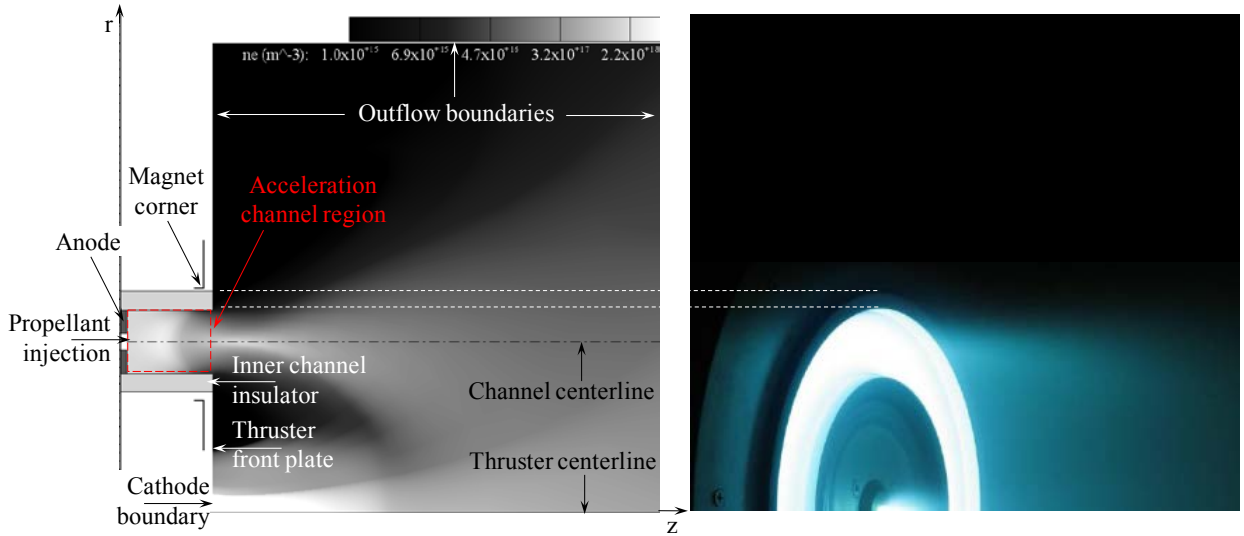 r
ne (m^-3): 1.0x10⁺¹⁵ 6.9x10⁺¹⁵ 4.7x10⁺¹⁶ 3.2x10⁺¹⁷ 2.2x10⁺¹⁸
Outflow boundaries
Magnet
corner
Acceleration
channel region
Anode
Propellant
injection
Inner channel
insulator
Channel centerline
Thruster
front plate
Thruster centerline
Cathode
boundary
z